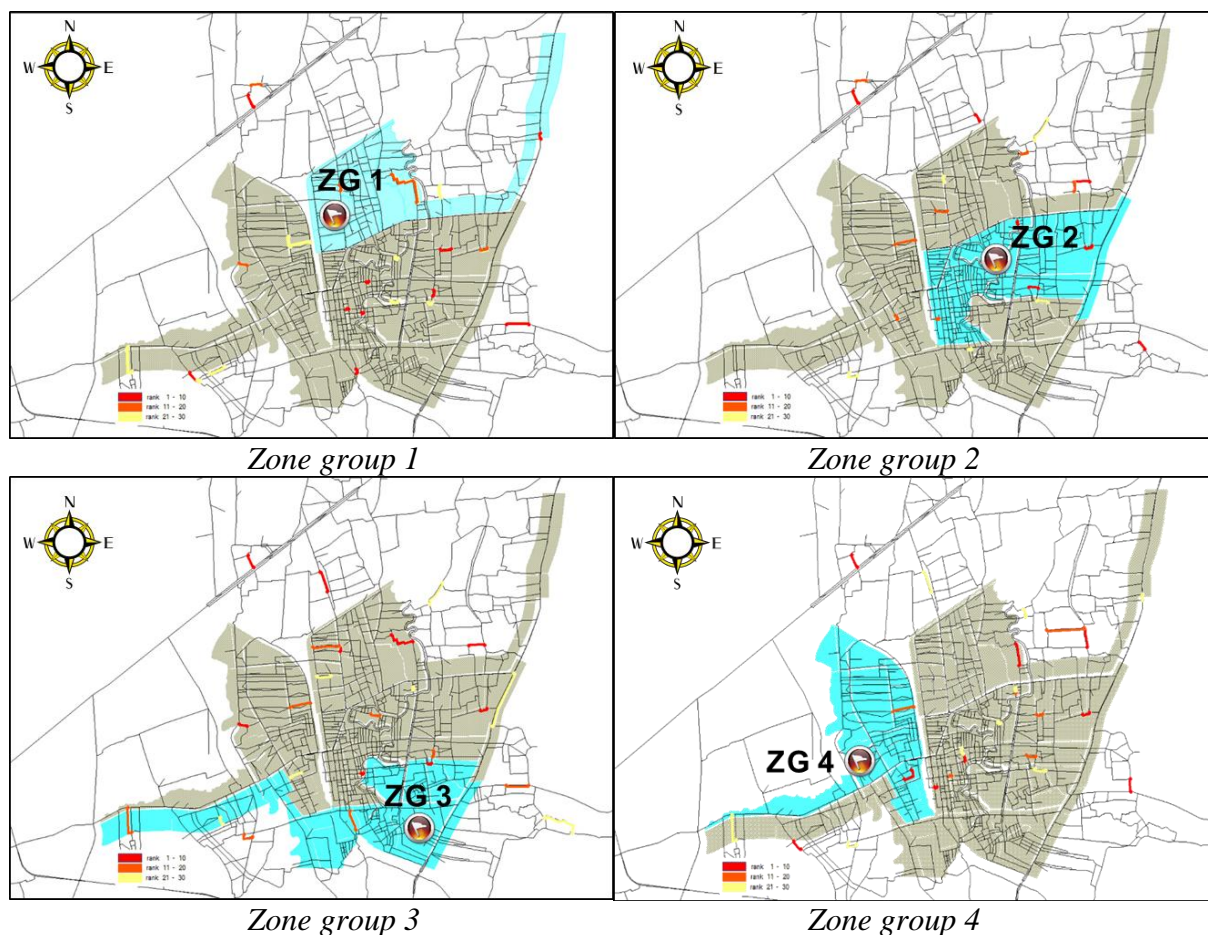 N
W E
S
ZG 1
rank 1 - 10
rank 11 - 20
rank 21 - 30
Zone group 1
N
W E
S
ZG 2
rank 1 - 10
rank 11 - 20
rank 21 - 30
Zone group 2
N
W E
S
ZG 3
rank 1 - 10
rank 11 - 20
rank 21 - 30
Zone group 3
N
W E
S
ZG 4
rank 1 - 10
rank 11 - 20
rank 21 - 30
Zone group 4